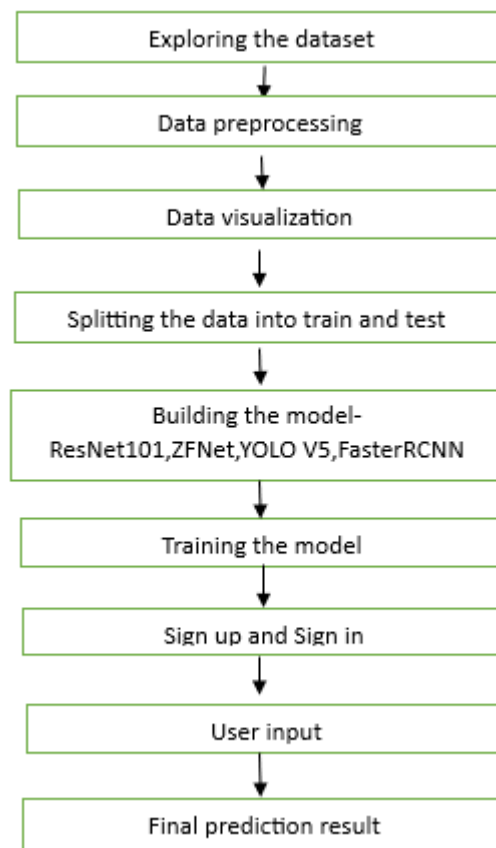 Exploring the dataset
Data preprocessing
Data visualization
Splitting the data into train and test
Building the model-
ResNet101,ZFNet,YOLO V5,FasterRCNN
Training the model
Sign up and Sign in
User input
Final prediction result